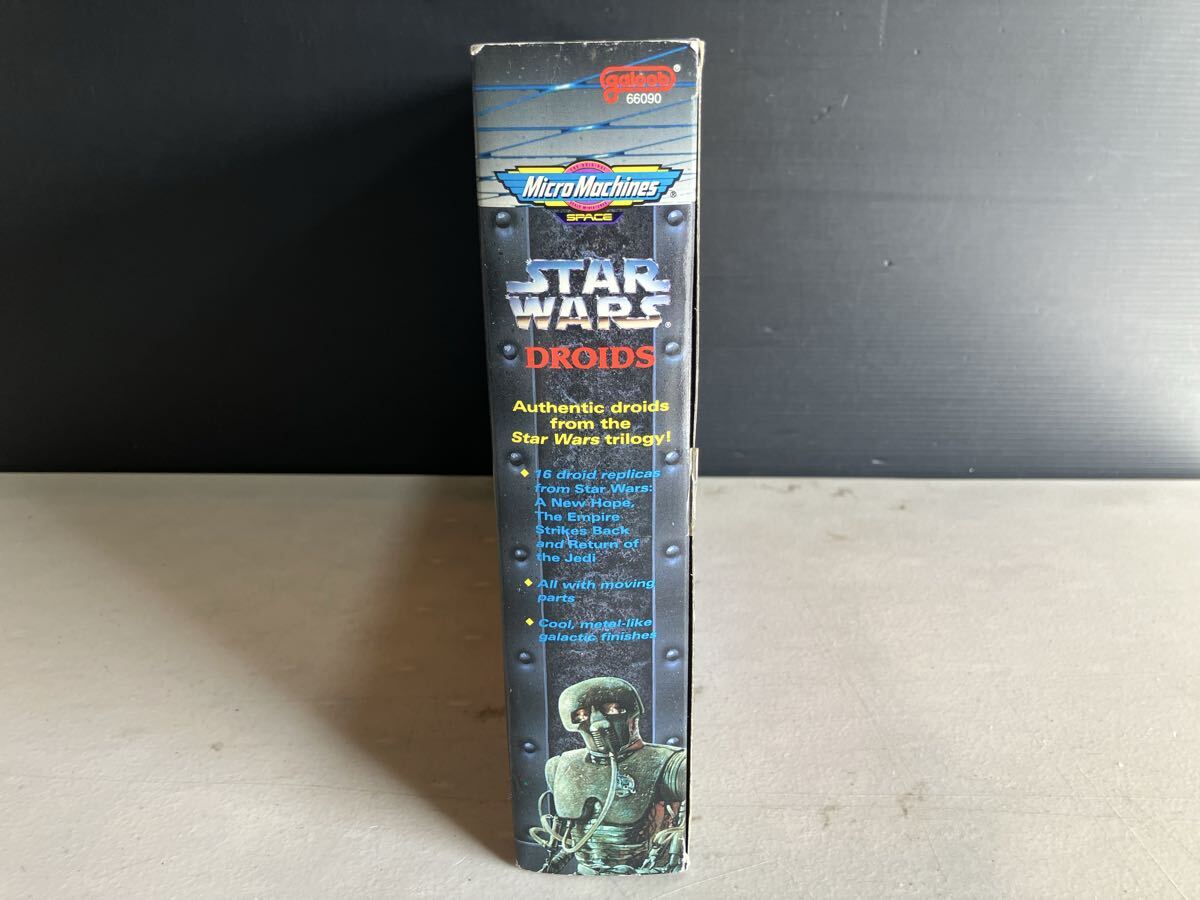 galoob®
66090
THE ORIGINAL
Micro Machines®
SPACE
STAR
WARS®
DROIDS
Authentic droids
from the
Star Wars trilogy!
16 droid replicas
from Star Wars:
A New Hope,
The Empire
Strikes Back
and Return of
the Jedi
All with moving
parts
Cool, metal-like
galactic finishes